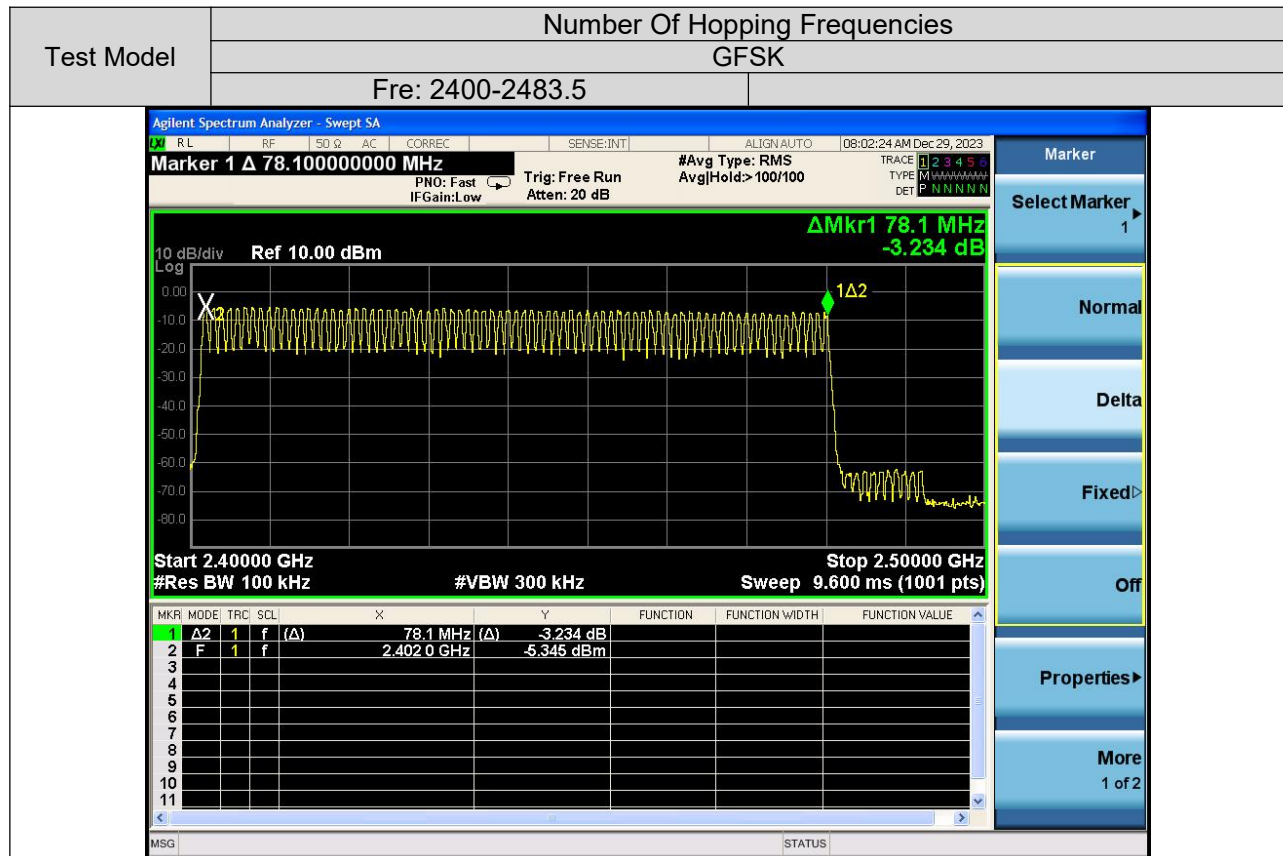 Number Of Hopping Frequencies
Test Model
GFSK
Fre: 2400-2483.5
Agilent Spectrum Analyzer - Swept SA
LXI RL RF 50 Ω AC CORREC SENSE:INT ALIGN AUTO 08:02:24 AM Dec 29, 2023
Marker 1 Δ 78.100000000 MHz
PNO: Fast
IFGain:Low
Trig: Free Run
Atten: 20 dB
#Avg Type: RMS
Avg|Hold:>100/100
TRACE 1 2 3 4 5 6
TYPE M
DET P N N N N N
ΔMkr1 78.1 MHz
-3.234 dB
10 dB/div Ref 10.00 dBm
Log
0.00
-10.0
-20.0
-30.0
-40.0
-50.0
-60.0
-70.0
-80.0
X2
1Δ2
Start 2.40000 GHz Stop 2.50000 GHz
#Res BW 100 kHz #VBW 300 kHz Sweep 9.600 ms (1001 pts)
MKR MODE TRC SCL X Y FUNCTION FUNCTION WIDTH FUNCTION VALUE
1 Δ2 1 f (Δ) 78.1 MHz (Δ) -3.234 dB
2 F 1 f 2.402 0 GHz -5.345 dBm
3
4
5
6
7
8
9
10
11
MSG STATUS
Marker
Select Marker
1
Normal
Delta
Fixed
Off
Properties
More
1 of 2